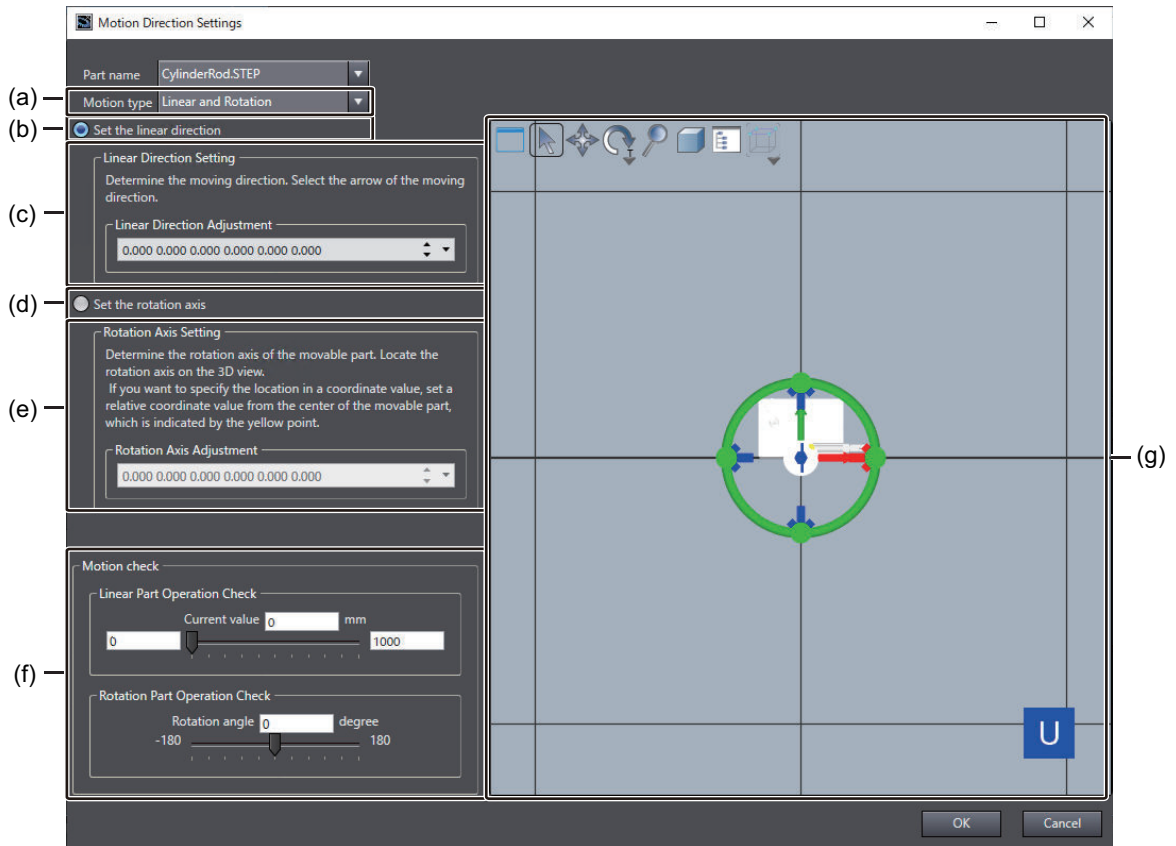 Motion Direction Settings
Part name CylinderRod.STEP
(a)
Motion type Linear and Rotation
(b)
Set the linear direction
(c)
Linear Direction Setting
Determine the moving direction. Select the arrow of the moving
direction.
Linear Direction Adjustment
0.000 0.000 0.000 0.000 0.000 0.000
(d)
Set the rotation axis
(e)
Rotation Axis Setting
Determine the rotation axis of the movable part. Locate the
rotation axis on the 3D view.
If you want to specify the location in a coordinate value, set a
relative coordinate value from the center of the movable part,
which is indicated by the yellow point.
Rotation Axis Adjustment
0.000 0.000 0.000 0.000 0.000 0.000
(f)
Motion check
Linear Part Operation Check
Current value 0 mm
0 1000
Rotation Part Operation Check
Rotation angle 0 degree
-180 180
(g)
U
OK Cancel